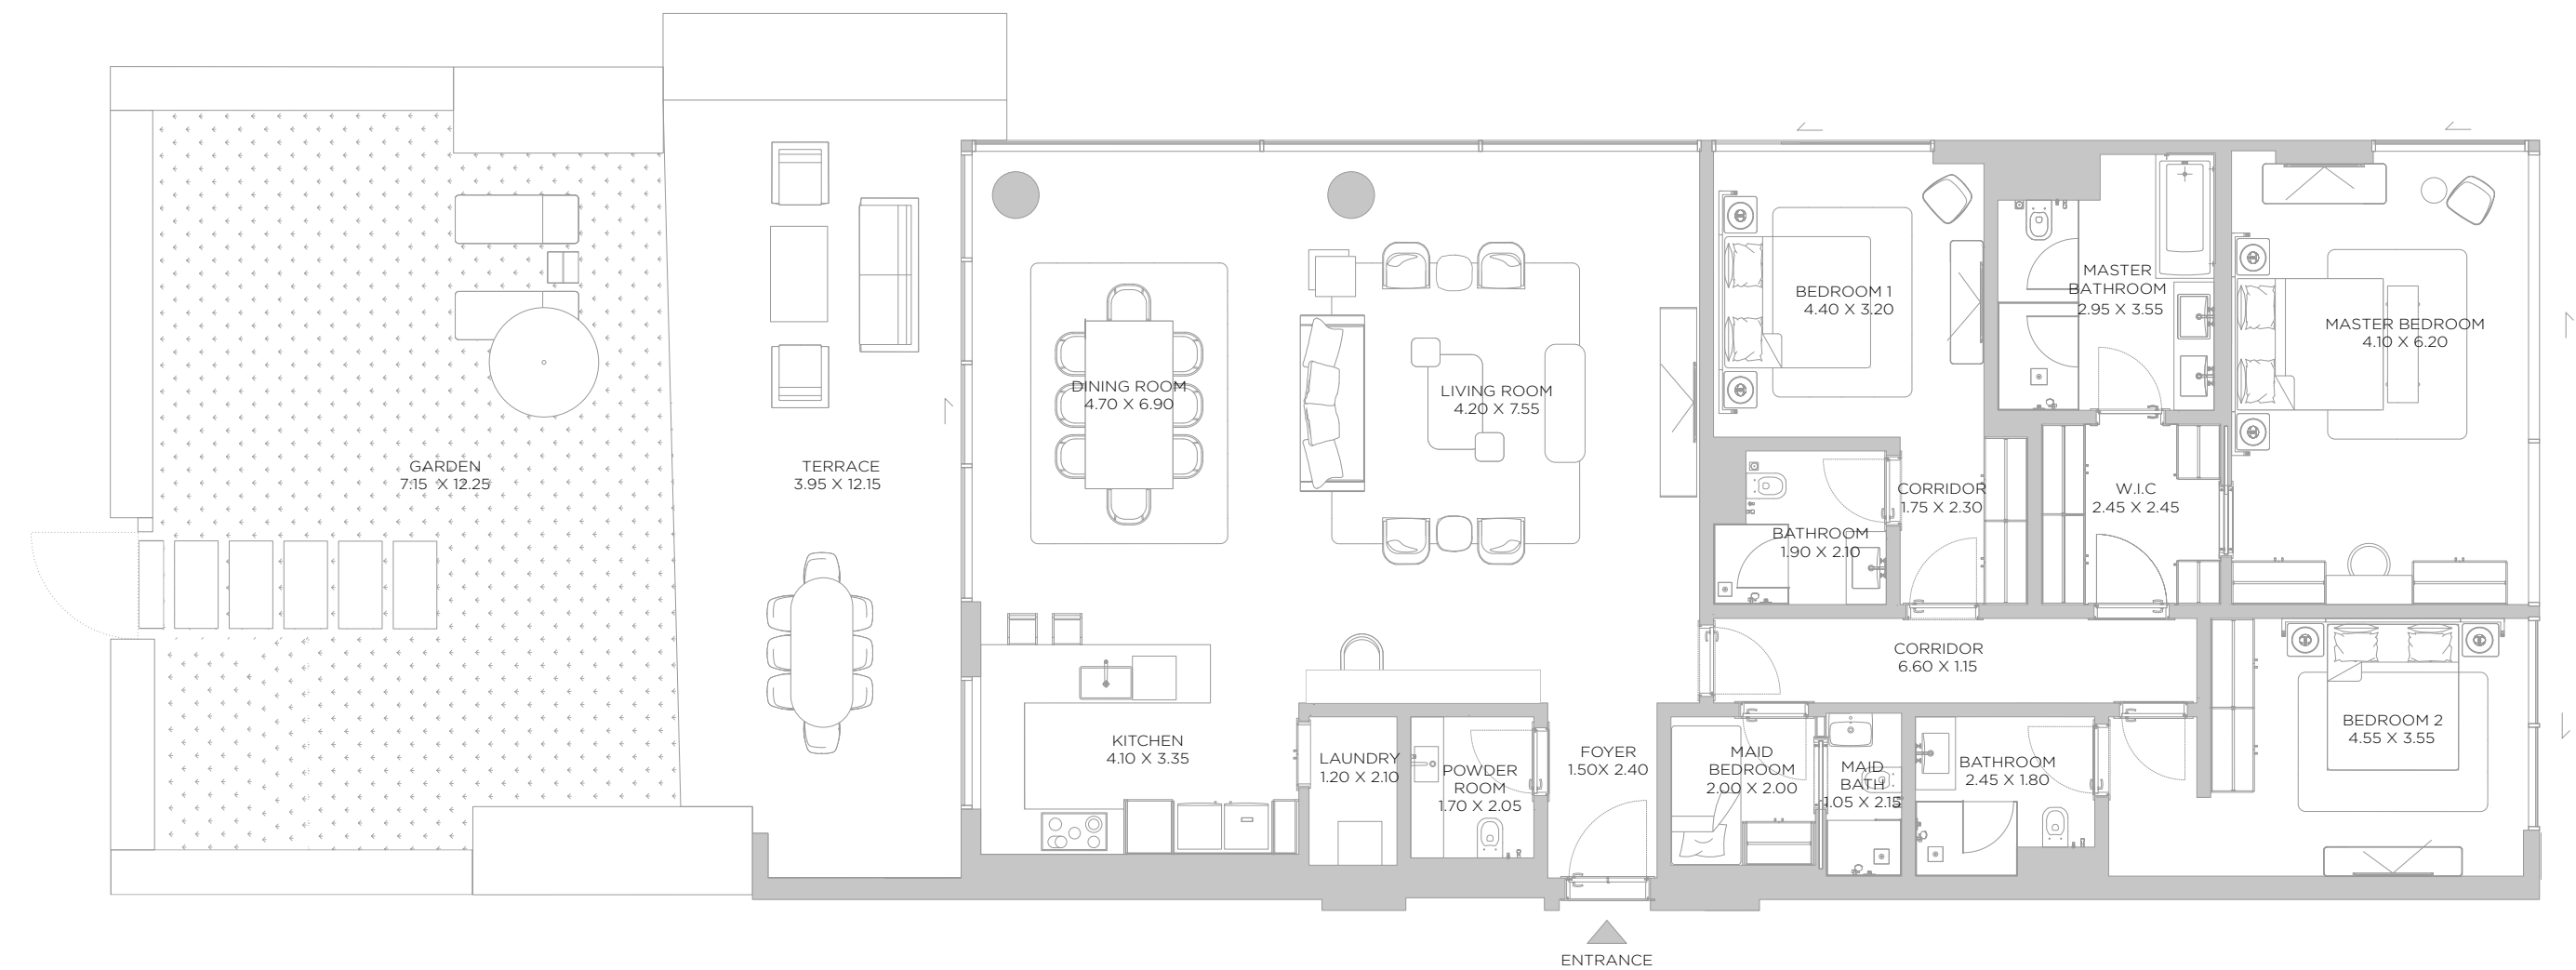 MASTER
BATHROOM
2.95 X 3.55
BEDROOM 1
4.40 X 3.20
MASTER BEDROOM
4.10 X 6.20
DINING ROOM
4.70 X 6.90
LIVING ROOM
4.20 X 7.55
GARDEN
7.15 X 12.25
TERRACE
3.95 X 12.15
CORRIDOR
1.75 X 2.30
W.I.C
2.45 X 2.45
BATHROOM
1.90 X 2.10
CORRIDOR
6.60 X 1.15
BEDROOM 2
4.55 X 3.55
KITCHEN
4.10 X 3.35
LAUNDRY
1.20 X 2.10
POWDER
ROOM
1.70 X 2.05
FOYER
1.50X 2.40
MAID
BEDROOM
2.00 X 2.00
MAID
BATH
1.05 X 2.15
BATHROOM
2.45 X 1.80
ENTRANCE